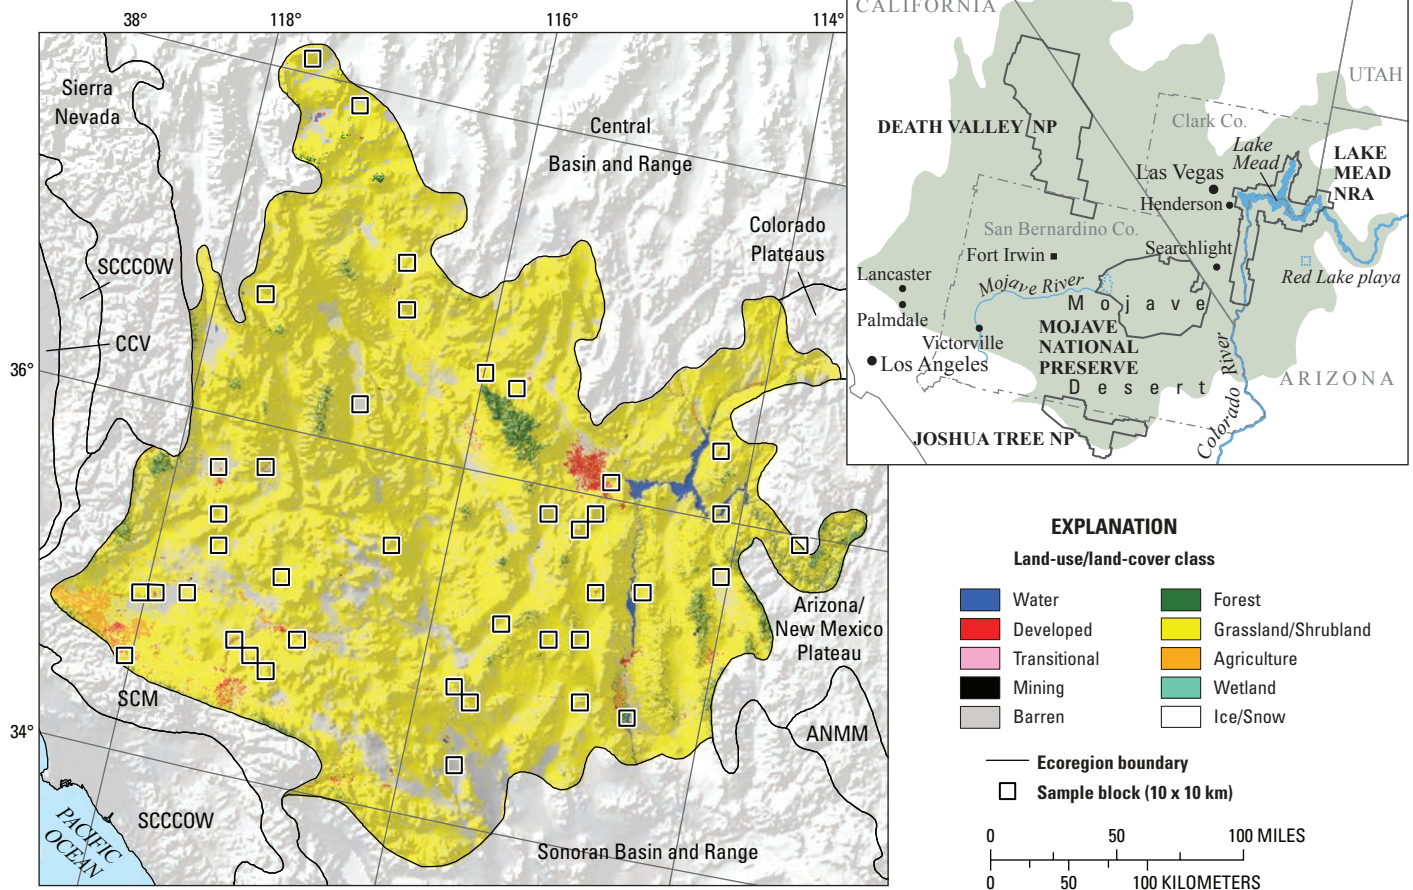 38°
118°
116°
114°
36°
34°
Sierra
Nevada
Central
Basin and Range
Colorado
Plateaus
SCCCOW
CCV
Arizona/
New Mexico
Plateau
SCM
ANMM
SCCCOW
PACIFIC
OCEAN
Sonoran Basin and Range
CALIFORNIA
UTAH
DEATH VALLEY NP
Clark Co.
Lake
Mead
LAKE
MEAD
NRA
Las Vegas
Henderson
San Bernardino Co.
Fort Irwin
Searchlight
Red Lake playa
Lancaster
Mojave River
Palmdale
Mojave
MOJAVE
NATIONAL
PRESERVE
Victorville
Los Angeles
Desert
ARIZONA
Colorado River
JOSHUA TREE NP
EXPLANATION
Land-use/land-cover class
Water
Developed
Transitional
Mining
Barren
Forest
Grassland/Shrubland
Agriculture
Wetland
Ice/Snow
Ecoregion boundary
Sample block (10 x 10 km)
0 50 100 MILES
0 50 100 KILOMETERS